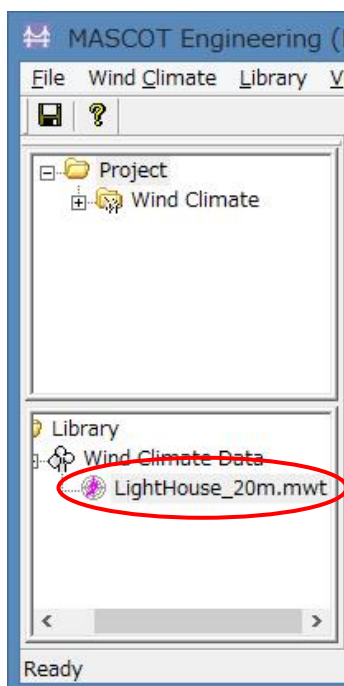 MASCOT Engineering (
File Wind Climate Library V
Project
Wind Climate
Library
Wind Climate Data
LightHouse_20m.mwt
Ready